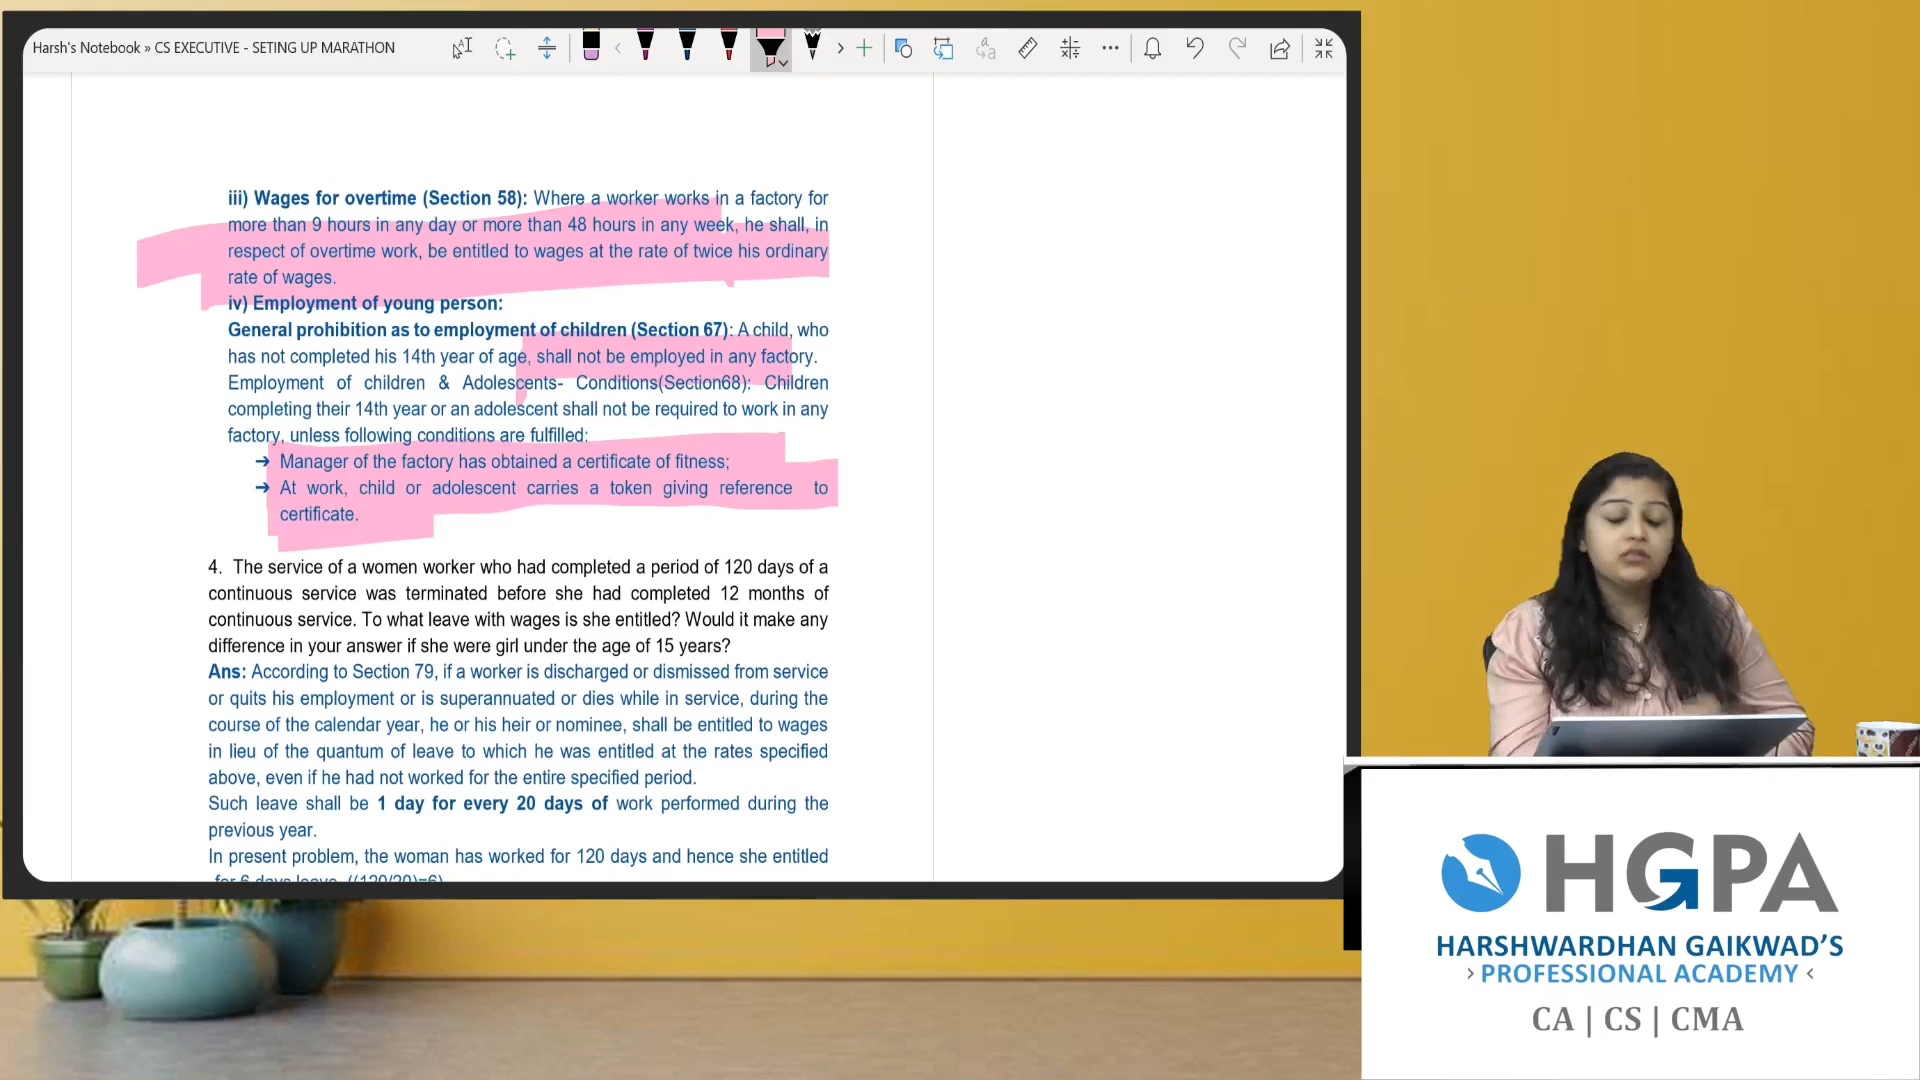 Harsh's Notebook » CS EXECUTIVE - SETING UP MARATHON
iii) Wages for overtime (Section 58): Where a worker works in a factory for
more than 9 hours in any day or more than 48 hours in any week, he shall, in
respect of overtime work, be entitled to wages at the rate of twice his ordinary
rate of wages.
iv) Employment of young person:
General prohibition as to employment of children (Section 67): A child, who
has not completed his 14th year of age, shall not be employed in any factory.
Employment of children & Adolescents- Conditions(Section68): Children
completing their 14th year or an adolescent shall not be required to work in any
factory, unless following conditions are fulfilled:
➔ Manager of the factory has obtained a certificate of fitness;
➔ At work, child or adolescent carries a token giving reference to
certificate.
4. The service of a women worker who had completed a period of 120 days of a
continuous service was terminated before she had completed 12 months of
continuous service. To what leave with wages is she entitled? Would it make any
difference in your answer if she were girl under the age of 15 years?
Ans: According to Section 79, if a worker is discharged or dismissed from service
or quits his employment or is superannuated or dies while in service, during the
course of the calendar year, he or his heir or nominee, shall be entitled to wages
in lieu of the quantum of leave to which he was entitled at the rates specified
above, even if he had not worked for the entire specified period.
Such leave shall be 1 day for every 20 days of work performed during the
previous year.
In present problem, the woman has worked for 120 days and hence she entitled
for 6 days leave. ((120/20)=6)
HGPA
HARSHWARDHAN GAIKWAD'S
› PROFESSIONAL ACADEMY ‹
CA | CS | CMA